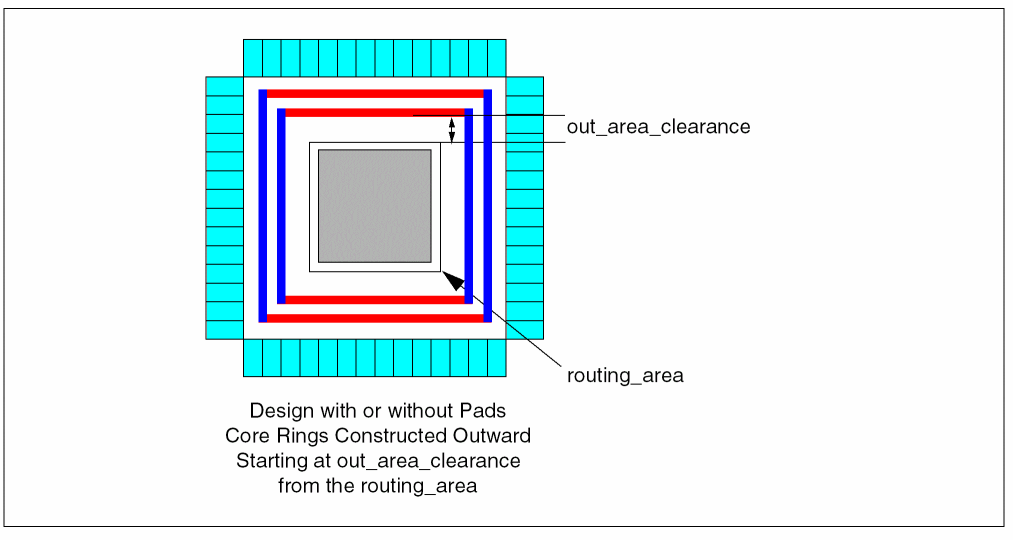 out_area_clearance
routing_area
Design with or without Pads
Core Rings Constructed Outward
Starting at out_area_clearance
from the routing_area